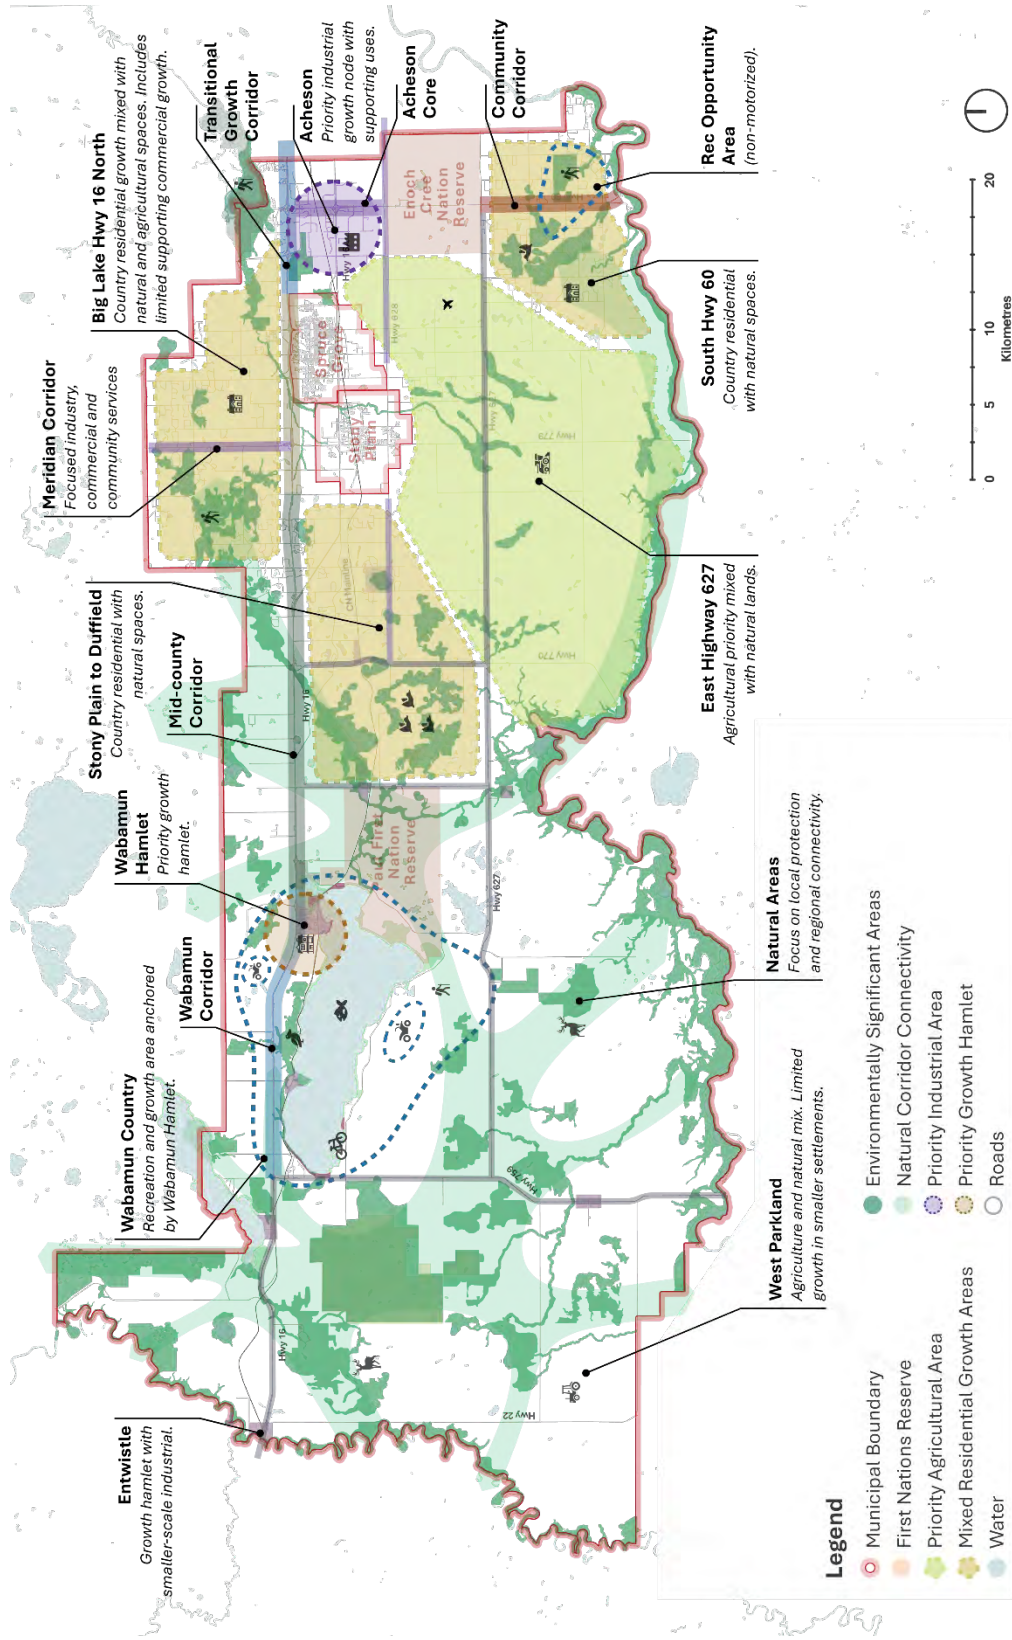 Entwistle
Growth hamlet with
smaller-scale industrial.
Wabamun Country
Recreation and growth area anchored
by Wabamun Hamlet.
Wabamun
Corridor
Wabamun
Hamlet
Priority growth
hamlet.
Mid-county
Corridor
Stony Plain to Duffield
Country residential with
natural spaces.
Meridian Corridor
Focused industry,
commercial and
community services
Big Lake Hwy 16 North
Country residential growth mixed with
natural and agricultural spaces. Includes
limited supporting commercial growth.
Transitional
Growth
Corridor
Acheson
Priority industrial
growth node with
supporting uses.
Acheson
Core
Community
Corridor
Rec Opportunity
Area
(non-motorized).
South Hwy 60
Country residential
with natural spaces.
East Highway 627
Agricultural priority mixed
with natural lands.
Natural Areas
Focus on local protection
and regional connectivity.
West Parkland
Agriculture and natural mix. Limited
growth in smaller settlements.
Hwy 16
Hwy 22
Hwy 759
Hwy 627
Hwy 16
First
Nation
Reserve
CN Mainline
Hwy 770
Hwy 779
Stony
Plain
Spruce
Grove
Hwy 628
Enoch
Cree
Nation
Reserve
0 5 10 20
Kilometres
Legend
Municipal Boundary
First Nations Reserve
Priority Agricultural Area
Mixed Residential Growth Areas
Water
Environmentally Significant Areas
Natural Corridor Connectivity
Priority Industrial Area
Priority Growth Hamlet
Roads